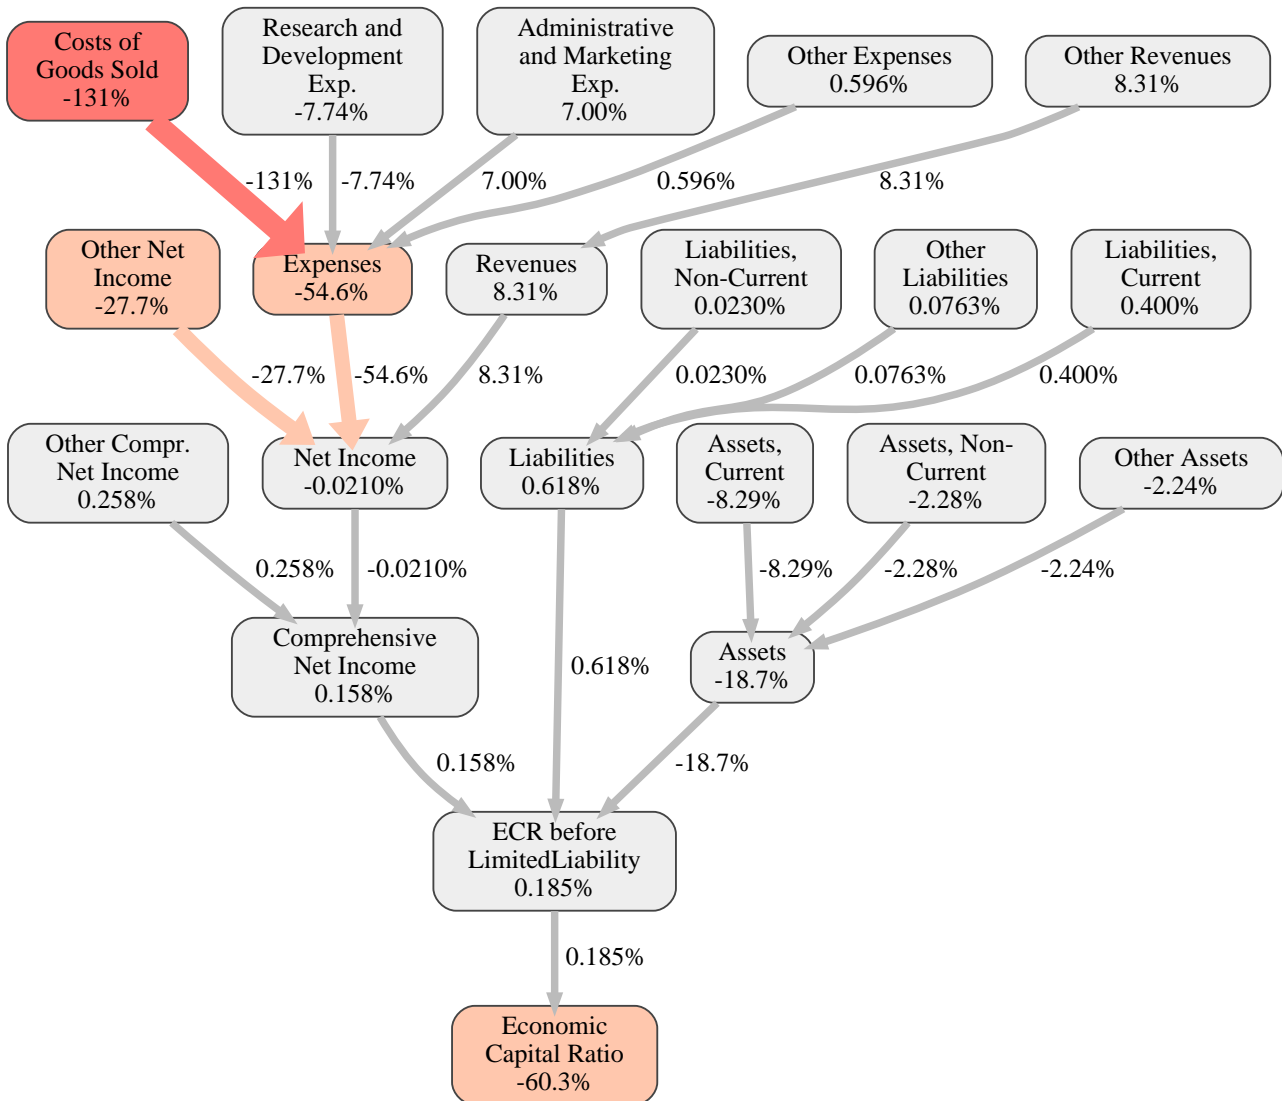 Costs of
Goods Sold
-131%
Research and
Development
Exp.
-7.74%
Administrative
and Marketing
Exp.
7.00%
Other Expenses
0.596%
Other Revenues
8.31%
-131%
-7.74%
7.00%
0.596%
8.31%
Other Net
Income
-27.7%
Expenses
-54.6%
Revenues
8.31%
Liabilities,
Non-Current
0.0230%
Other
Liabilities
0.0763%
Liabilities,
Current
0.400%
-27.7%
-54.6%
8.31%
0.0230%
0.0763%
0.400%
Other Compr.
Net Income
0.258%
Net Income
-0.0210%
Liabilities
0.618%
Assets,
Current
-8.29%
Assets, Non-
Current
-2.28%
Other Assets
-2.24%
0.258%
-0.0210%
-8.29%
-2.28%
-2.24%
Comprehensive
Net Income
0.158%
0.618%
Assets
-18.7%
0.158%
-18.7%
ECR before
LimitedLiability
0.185%
0.185%
Economic
Capital Ratio
-60.3%